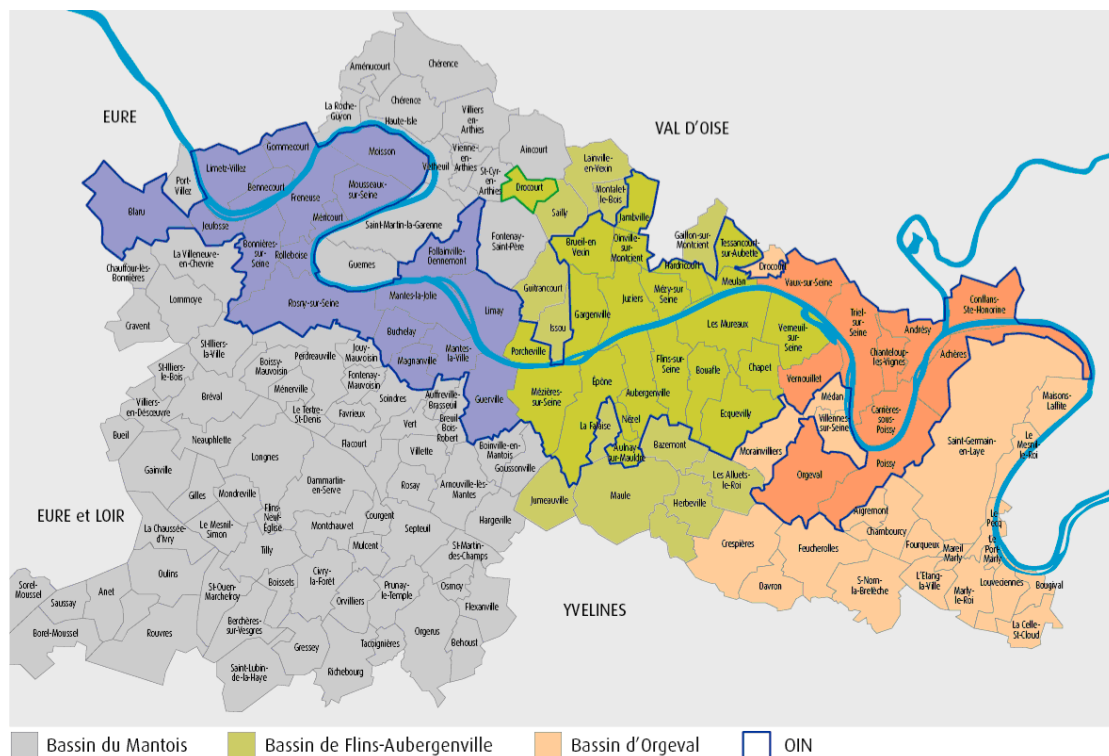 EURE
VAL D'OISE
EURE et LOIR
YVELINES
Aménucourt
Chérence
La Roche-
Guyon
Chérence
Haute-Isle
Villiers
en
Arthies
Vienne-
en-Arthies
Vétheuil
St-Cyr-
en-Arthies
Aincourt
Drocourt
Lainville-
en-Vexin
Montalet-
le-Bois
Jambville
Sailly
Brueil-en
Vexin
Oinville-
sur-
Montcient
Gaillon-sur-
Montcient
Tessancourt-
sur-Aubette
Hardricourt
Meulan
Drocourt
Vaux-sur-Seine
Limetz-Villez
Gommecourt
Bennecourt
Moisson
Freneuse
Mousseaux-
sur-Seine
Méricourt
Port-
Villez
Blaru
Jeufosse
Bonnières-
sur-
Seine
Rolleboise
Saint-Martin-la-Garenne
Guernes
Follainville-
Dennemont
Fontenay-
Saint-Père
Guitrancourt
Issou
Gargenville
Juziers
Mézy-sur
Seine
Les Mureaux
Verneuil-
sur-Seine
Triel-
sur-
Seine
Andrésy
Conflans-
Ste-Honorine
Chanteloup
les-Vignes
Achères
Maisons-
Laffite
Chauffour-lès-
Bonnières
La Villeneuve-
en-Chevrie
Lommoye
Cravent
Rosny-sur-Seine
Mantes-la-Jolie
Limay
Buchelay
Magnanville
Mantes-
la-Ville
Guerville
Porcheville
Mézières-
sur-Seine
Épône
Aubergenville
Flins-sur-
Seine
Bouafle
Chapet
Ecquevilly
Vernouillet
Médan
Villennes-
sur-Seine
Carrières-
sous-
Poissy
Poissy
Saint-Germain-
en-Laye
Le
Mesnil-
le-Roi
St-Illiers-
la-Ville
St-Illiers-
le-Bois
Villiers-
en-Désœuvre
Bréval
Boissy-
Mauvoisin
Perdreauville
Ménerville
Jouy-
Mauvoisin
Fontenay-
Mauvoisin
Le Tertre-
St-Denis
Favrieux
Soindres
Auffreville-
Brasseuil
Vert
Breuil
Bois-
Robert
Boinville-en-
Mantois
Goussonville
La Falaise
Nézel
Aulnay-
sur-Mauldre
Bazemont
Les Alluets-
le-Roi
Morainvilliers
Orgeval
Bueil
Neauphlette
Flacourt
Longnes
Villette
Dammartin-
en-Serve
Rosay
Arnouville-lès-
Mantes
Jumeauville
Maule
Herbeville
Aigremont
Chambourcy
Fourqueux
Mareil
Marly
Le
Pecq
Le
Port-
Marly
Gainville
Gilles
Mondreville
Flins-
Neuf-
Église
Montchauvet
Courgent
Septeuil
Hargeville
Crespières
Feucherolles
Davron
S-Nom-
la-Bretèche
L'Etang-
la-Ville
Marly-
le-Roi
Louveciennes
Bougival
La Celle-
St-Cloud
La Chaussée-
d'Ivry
Le Mesnil-
Simon
Tilly
Mulcent
St-Martin
des-Champs
Oulins
Boissets
Civry-
la-Forêt
Prunay-
le-Temple
Osmoy
Flexanville
St-Ouen-
Marchefroy
Sorel-
Moussel
Saussay
Anet
Borel-Moussel
Rouvres
Berchères-
sur-Vesgres
Orvilliers
Orgerus
Behoust
Gressey
Tacoignières
Saint-Lubin-
de-la-Haye
Richebourg
Bassin du Mantois
Bassin de Flins-Aubergenville
Bassin d'Orgeval
OIN